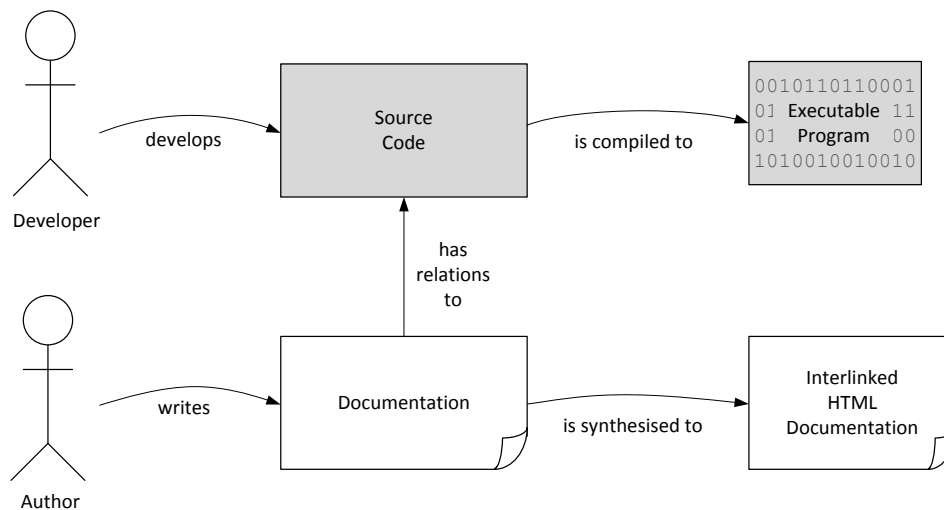 develops
Source
Code
is compiled to
0010110110001
01 Executable 11
01 Program 00
1010010010010
Developer
has
relations
to
writes
Documentation
is synthesised to
Interlinked
HTML
Documentation
Author